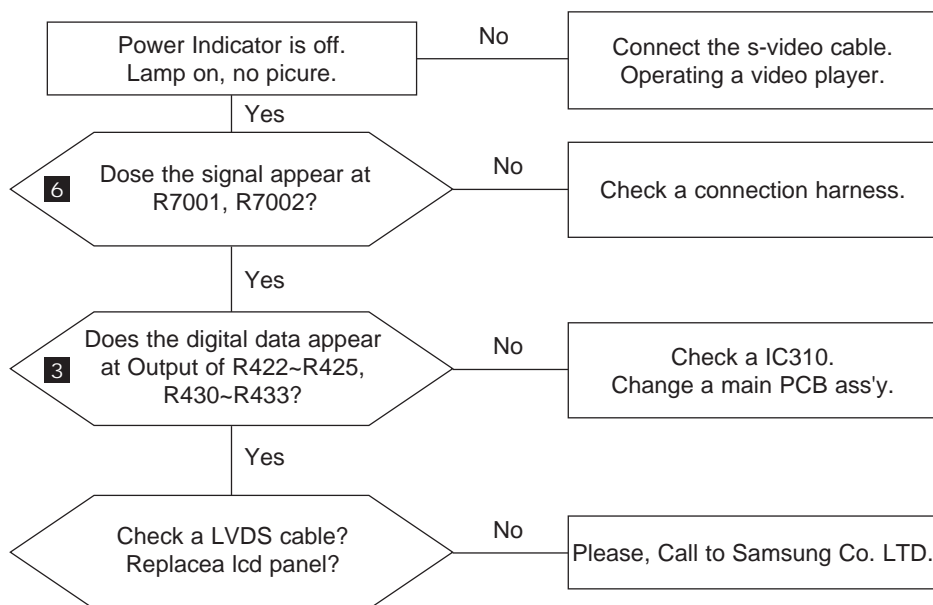 Power Indicator is off.
Lamp on, no picure.
No
Connect the s-video cable.
Operating a video player.
Yes
6
Dose the signal appear at
R7001, R7002?
No
Check a connection harness.
Yes
3
Does the digital data appear
at Output of R422~R425,
R430~R433?
No
Check a IC310.
Change a main PCB ass'y.
Yes
Check a LVDS cable?
Replacea lcd panel?
No
Please, Call to Samsung Co. LTD.